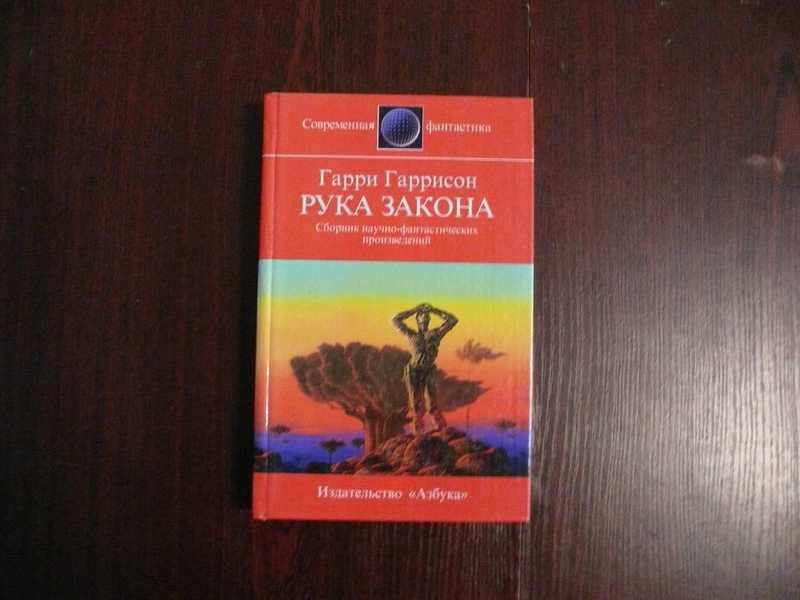 Современная фантастика
Гарри Гаррисон
РУКА ЗАКОНА
Сборник научно-фантастических
произведений
Издательство «Азбука»